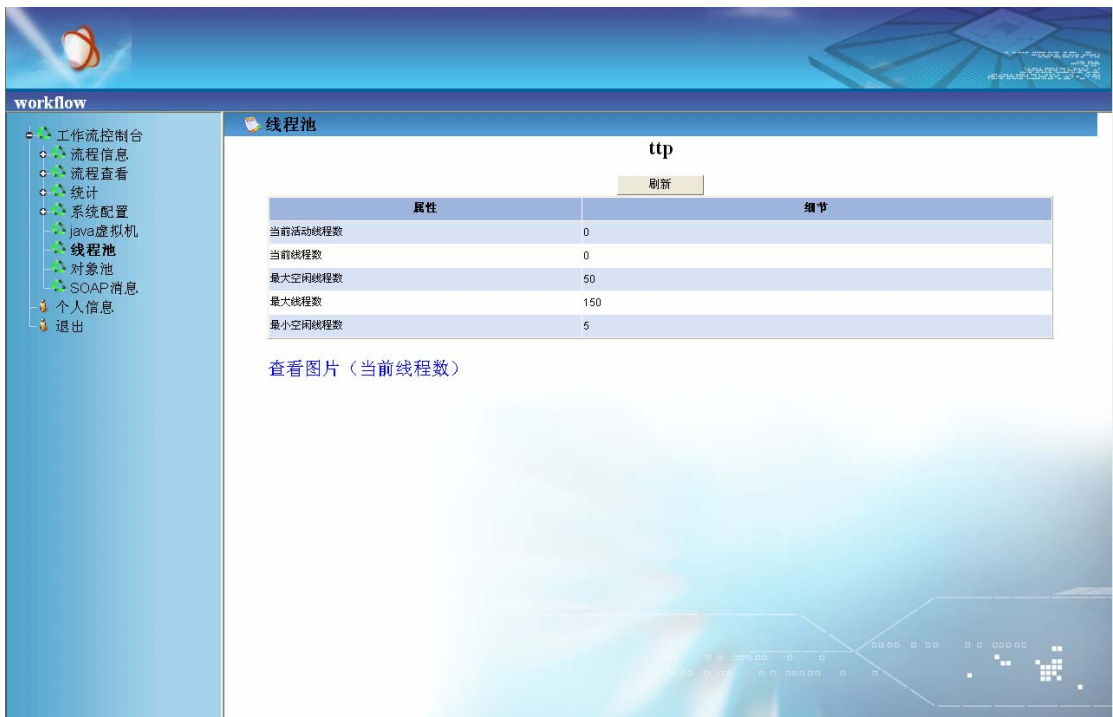 workflow
工作流控制台
流程信息
流程查看
统计
系统配置
java虚拟机
线程池
对象池
SOAP消息
个人信息
退出
线程池
ttp
刷新
属性 细节
当前活动线程数 0
当前线程数 0
最大空闲线程数 50
最大线程数 150
最小空闲线程数 5
查看图片（当前线程数）